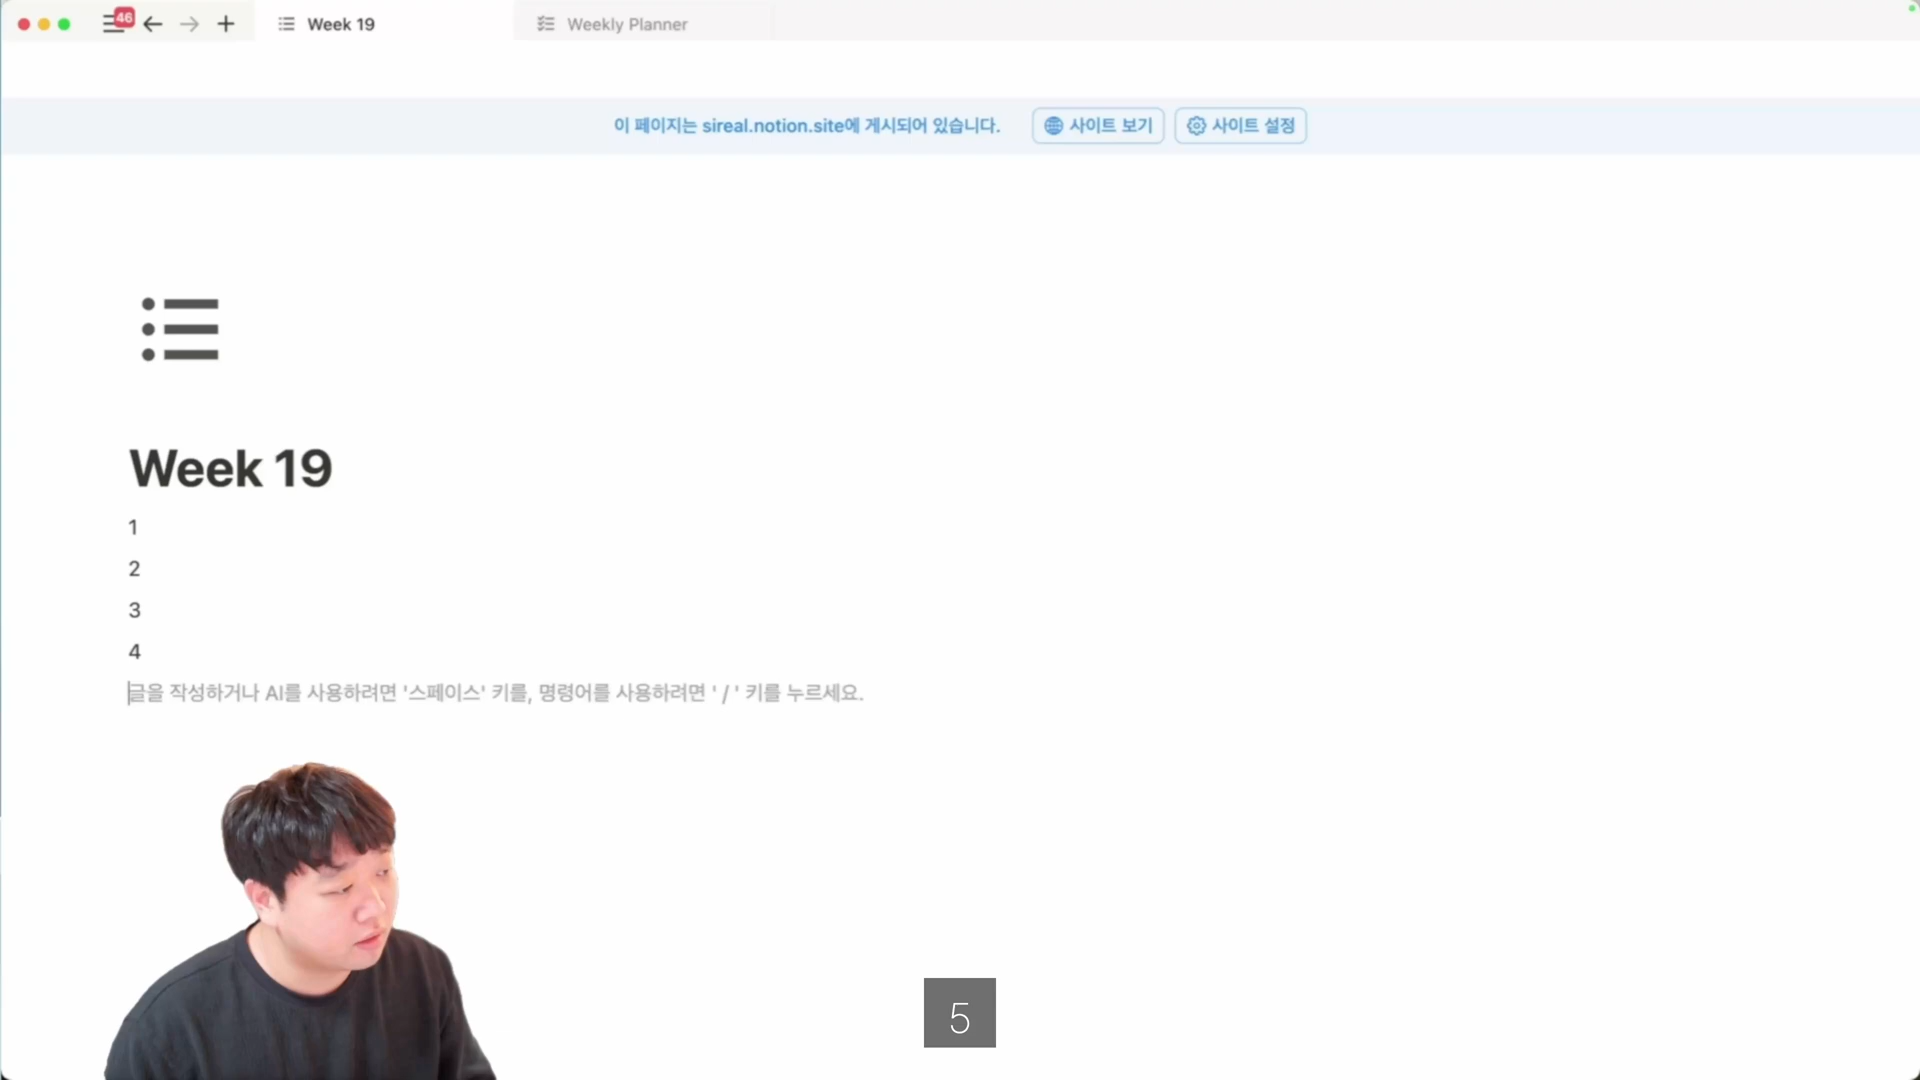 46
Week 19
Weekly Planner
이 페이지는 sireal.notion.site에 게시되어 있습니다.
사이트 보기
사이트 설정
Week 19
1
2
3
4
글을 작성하거나 AI를 사용하려면 '스페이스' 키를, 명령어를 사용하려면 ' / ' 키를 누르세요.
5